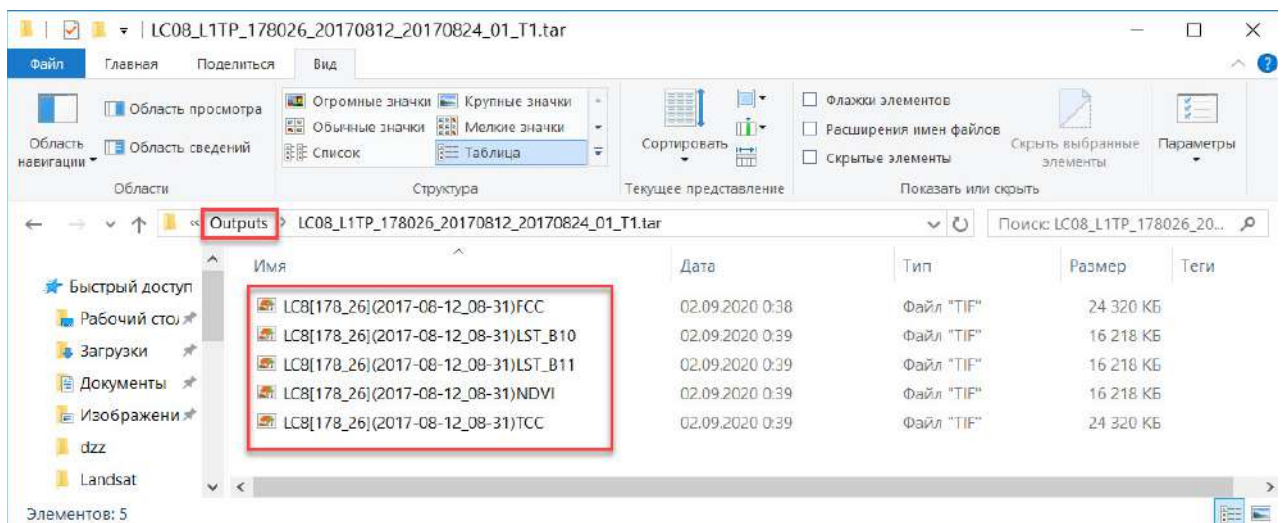 LC08_L1TP_178026_20170812_20170824_01_T1.tar
Файл Главная Поделиться Вид
Область навигации
Область просмотра
Область сведений
Области
Огромные значки Крупные значки
Обычные значки Мелкие значки
Список Таблица
Структура
Сортировать
Текущее представление
Флажки элементов
Расширения имен файлов
Скрытые элементы
Скрыть выбранные элементы
Показать или скрыть
Параметры
« Outputs > LC08_L1TP_178026_20170812_20170824_01_T1.tar
Поиск: LC08_L1TP_178026_20...
Быстрый доступ
Рабочий стол
Загрузки
Документы
Изображени
dzz
Landsat
Имя Дата Тип Размер Теги
LC8[178_26](2017-08-12_08-31)FCC 02.09.2020 0:38 Файл "TIF" 24 320 КБ
LC8[178_26](2017-08-12_08-31)LST_B10 02.09.2020 0:39 Файл "TIF" 16 218 КБ
LC8[178_26](2017-08-12_08-31)LST_B11 02.09.2020 0:39 Файл "TIF" 16 218 КБ
LC8[178_26](2017-08-12_08-31)NDVI 02.09.2020 0:39 Файл "TIF" 16 218 КБ
LC8[178_26](2017-08-12_08-31)TCC 02.09.2020 0:39 Файл "TIF" 24 320 КБ
Элементов: 5